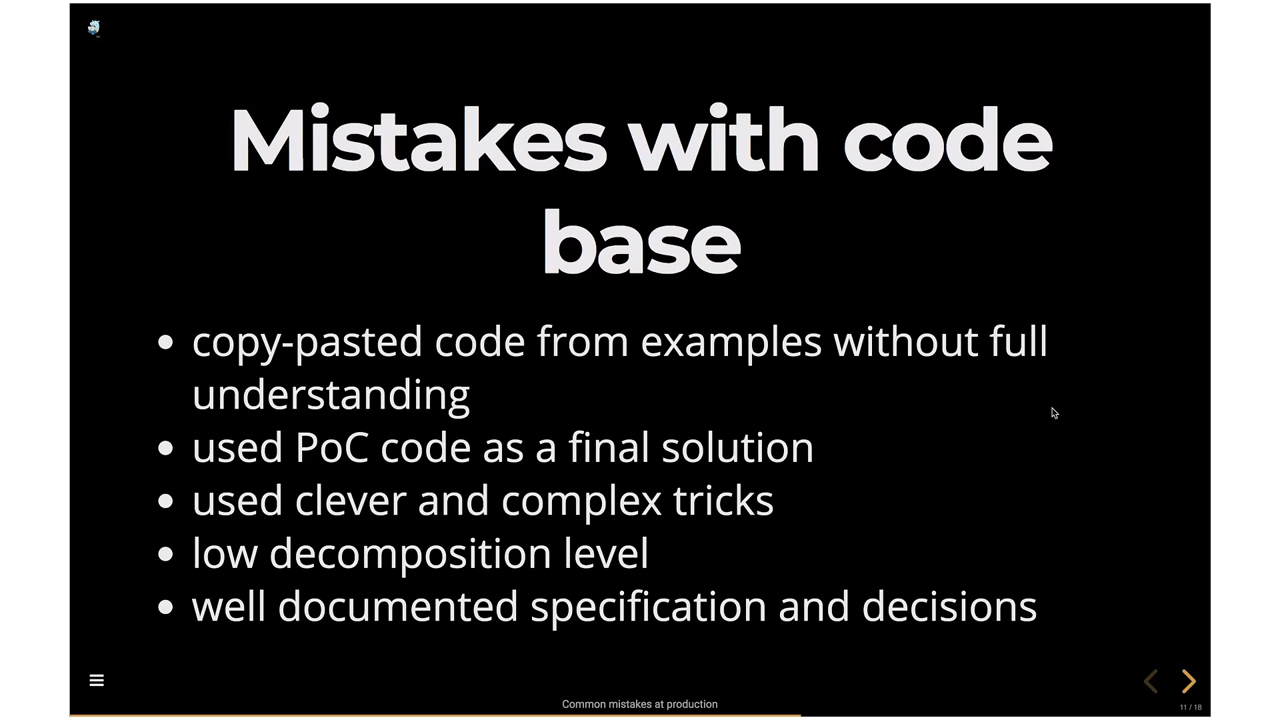 Mistakes with code
base
copy-pasted code from examples without full
understanding
used PoC code as a final solution
used clever and complex tricks
low decomposition level
well documented specification and decisions
Common mistakes at production
11 / 18